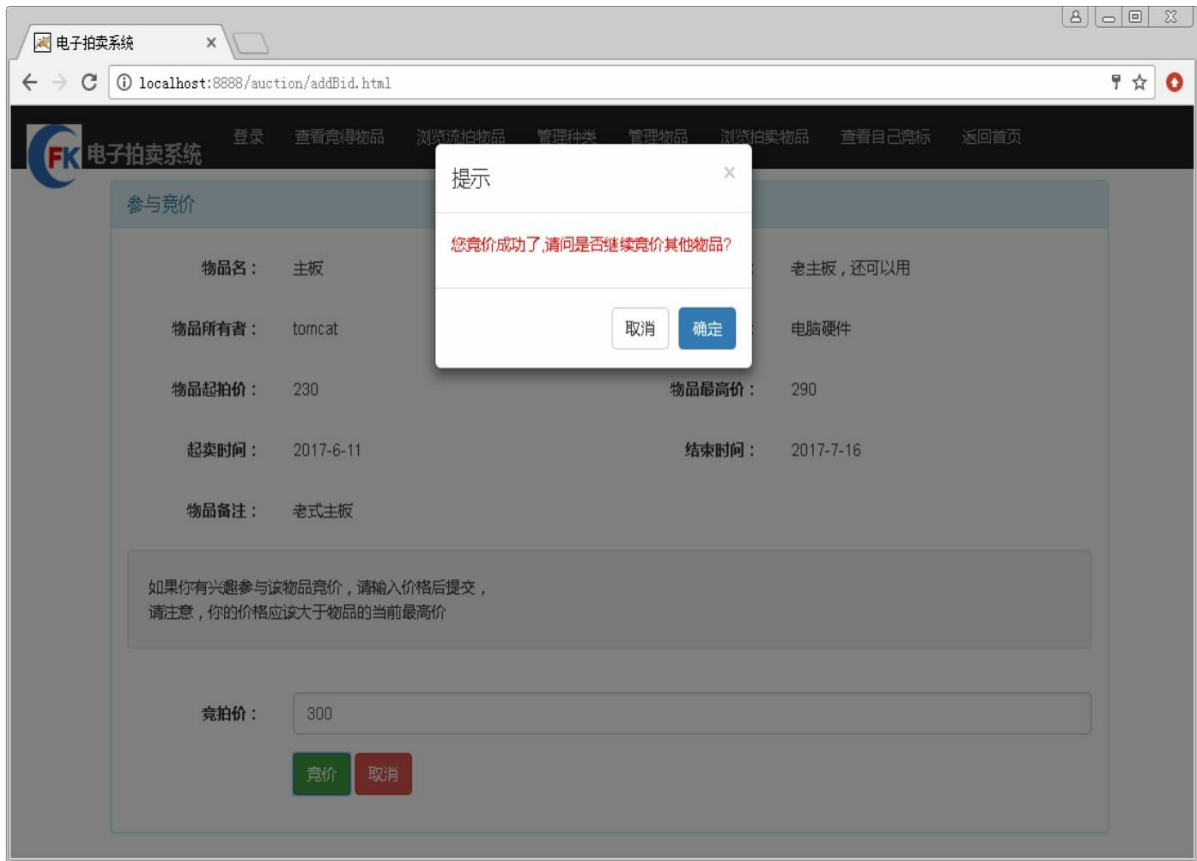 电子拍卖系统
localhost:8888/auction/addBid.html
FK 电子拍卖系统
登录 查看竞得物品 浏览流拍物品 管理种类 管理物品 浏览拍卖物品 查看自己竞标 返回首页
参与竞价
提示 ×
您竞价成功了,请问是否继续竞价其他物品?
取消 确定
物品名： 主板 : 老主板，还可以用
物品所有者： tomcat : 电脑硬件
物品起拍价： 230 物品最高价： 290
起卖时间： 2017-6-11 结束时间： 2017-7-16
物品备注： 老式主板
如果你有兴趣参与该物品竞价，请输入价格后提交，
请注意，你的价格应该大于物品的当前最高价
竞拍价： 300
竞价 取消